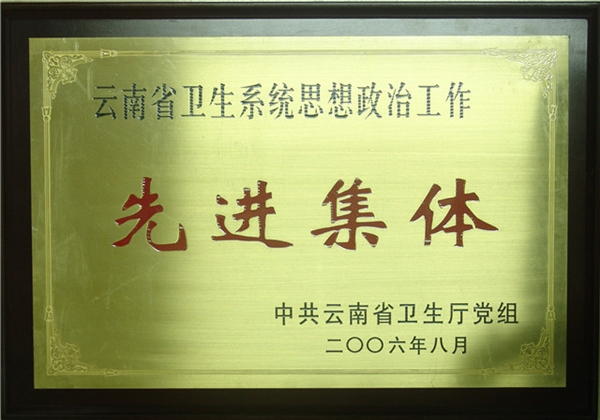 云南省卫生系统思想政治工作
先进集体
中共云南省卫生厅党组
二〇〇六年八月